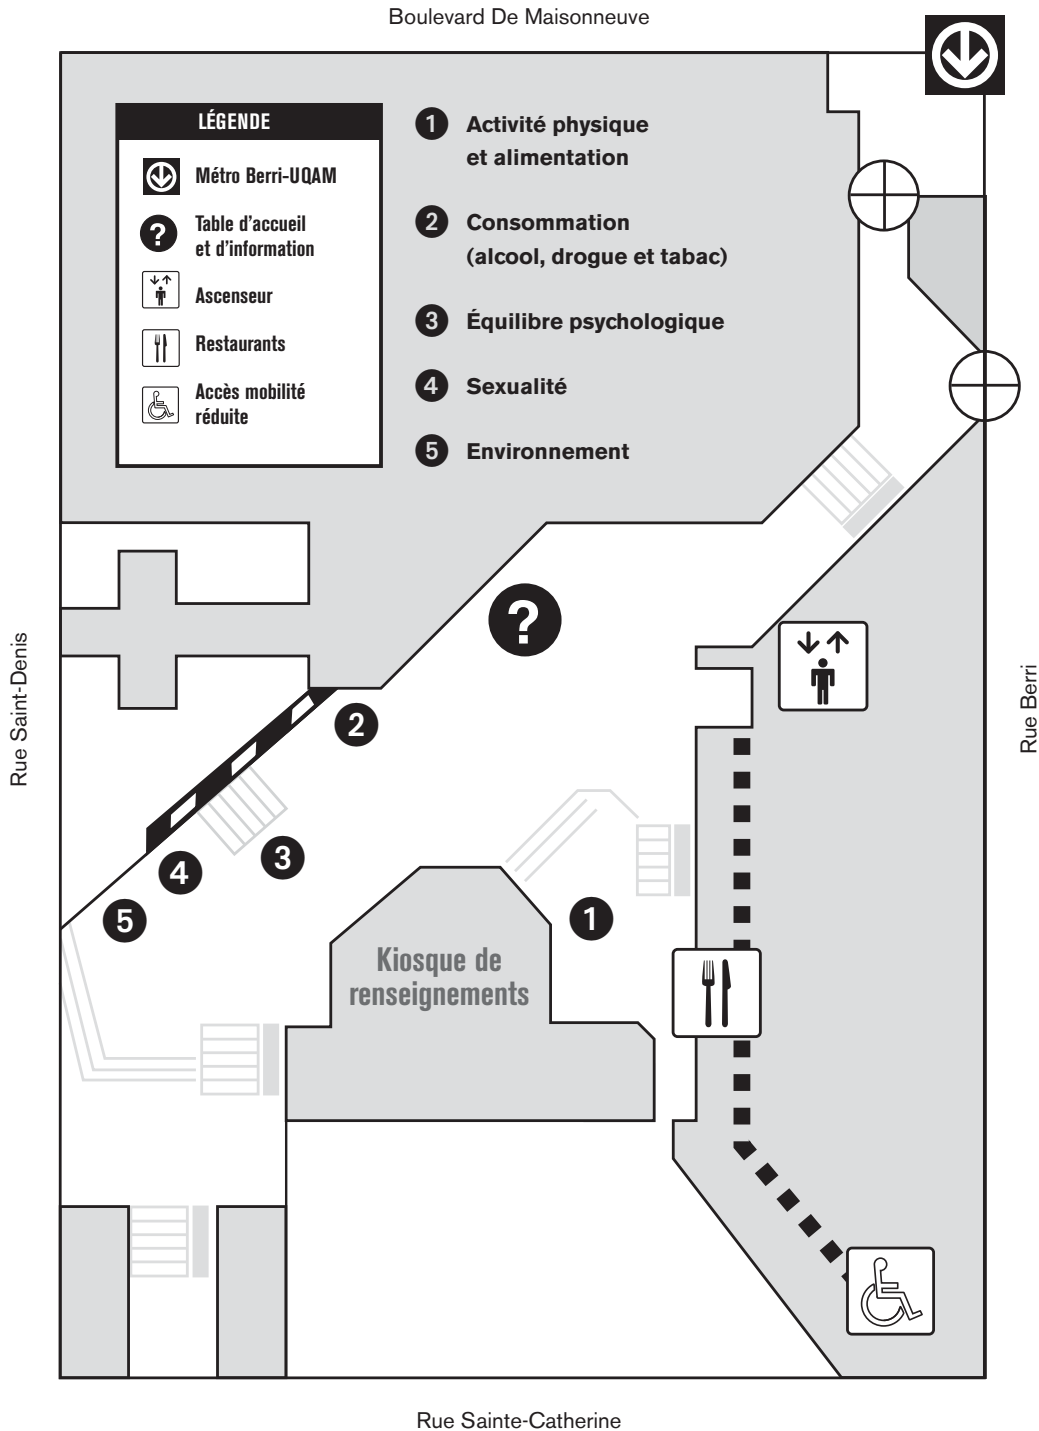 Boulevard De Maisonneuve
LÉGENDE
Métro Berri-UQAM
?
Table d'accueil
et d'information
Ascenseur
Restaurants
Accès mobilité
réduite
1 Activité physique
et alimentation
2 Consommation
(alcool, drogue et tabac)
3 Équilibre psychologique
4 Sexualité
5 Environnement
?
Rue Saint-Denis
Rue Berri
2
3
4
5
1
Kiosque de
renseignements
Rue Sainte-Catherine